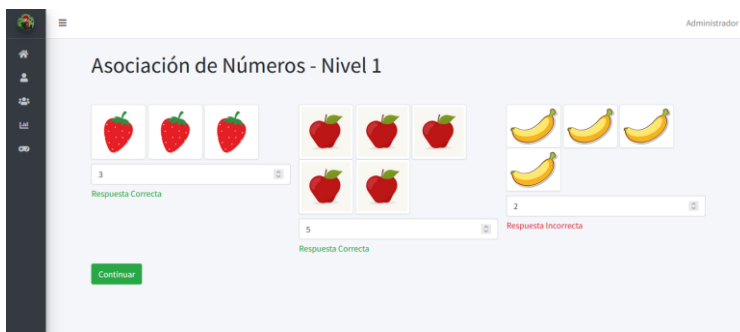 Administrador
Asociación de Números - Nivel 1
3
Respuesta Correcta
5
Respuesta Correcta
2
Respuesta Incorrecta
Continuar